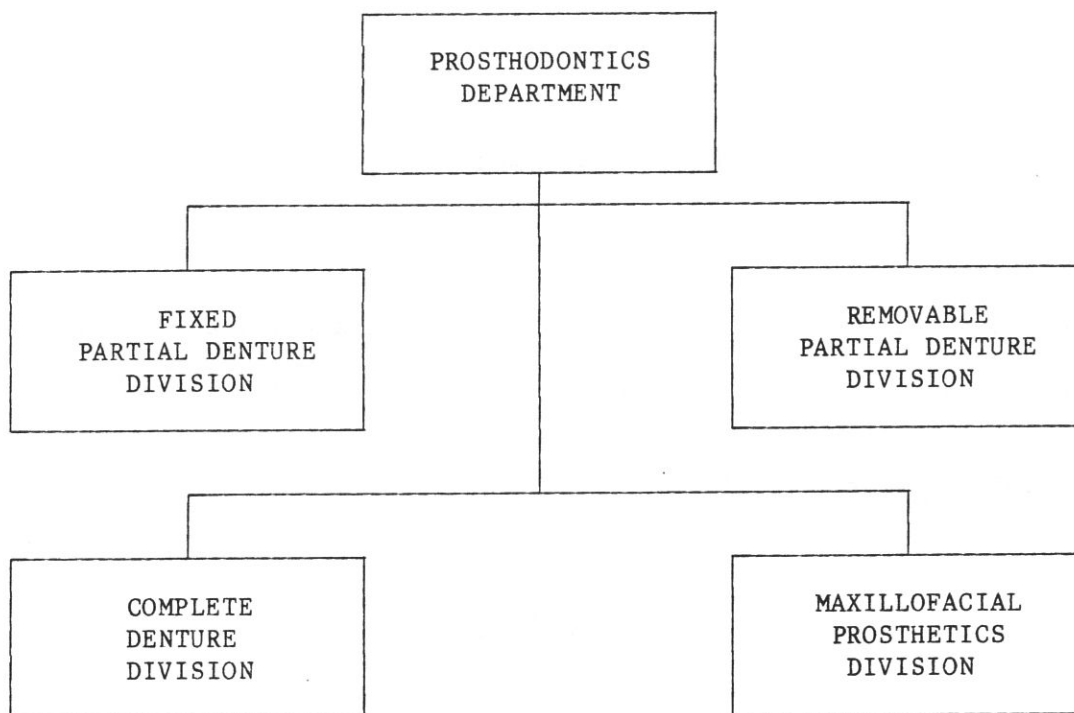 PROSTHODONTICS
DEPARTMENT
FIXED
PARTIAL DENTURE
DIVISION
REMOVABLE
PARTIAL DENTURE
DIVISION
COMPLETE
DENTURE
DIVISION
MAXILLOFACIAL
PROSTHETICS
DIVISION